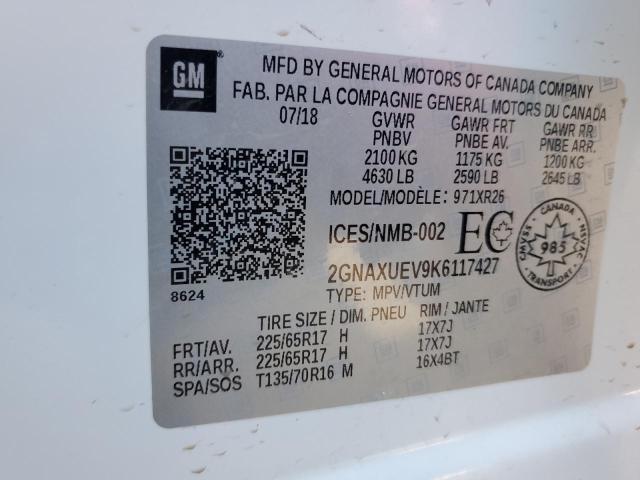 GM
MFD BY GENERAL MOTORS OF CANADA COMPANY
FAB. PAR LA COMPAGNIE GENERAL MOTORS DU CANADA
07/18 GVWR GAWR FRT GAWR RR
PNBV PNBE AV. PNBE ARR.
2100 KG 1175 KG 1200 KG
4630 LB 2590 LB 2645 LB
MODEL/MODÈLE: 971XR26
ICES/NMB-002 EC
CANADA
CMVSS 985 NSVAC
TRANSPORT
2GNAXUEV9K6117427
8624
TYPE: MPV/VTUM
TIRE SIZE / DIM. PNEU RIM / JANTE
FRT/AV. 225/65R17 H 17X7J
RR/ARR. 225/65R17 H 17X7J
SPA/SOS T135/70R16 M 16X4BT